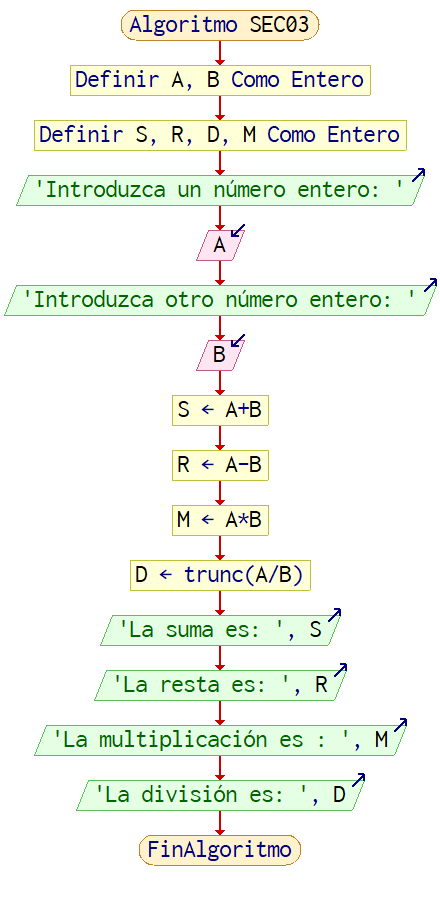 Algoritmo SEC03
Definir A, B Como Entero
Definir S, R, D, M Como Entero
'Introduzca un número entero: '
A
'Introduzca otro número entero: '
B
S ← A+B
R ← A-B
M ← A*B
D ← trunc(A/B)
'La suma es: ', S
'La resta es: ', R
'La multiplicación es : ', M
'La división es: ', D
FinAlgoritmo